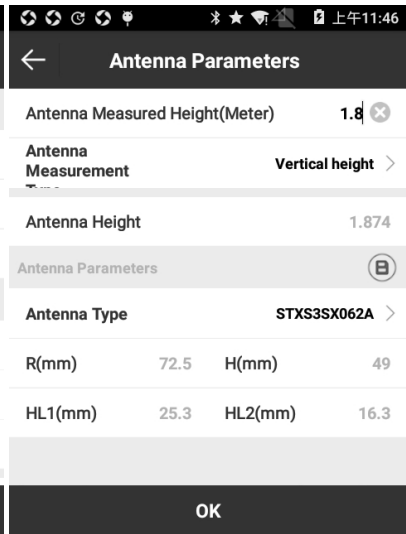 上午11:46
Antenna Parameters
Antenna Measured Height(Meter) 1.8
Antenna
Measurement
Vertical height
Antenna Height 1.874
Antenna Parameters
Antenna Type STXS3SX062A
R(mm) 72.5 H(mm) 49
HL1(mm) 25.3 HL2(mm) 16.3
OK